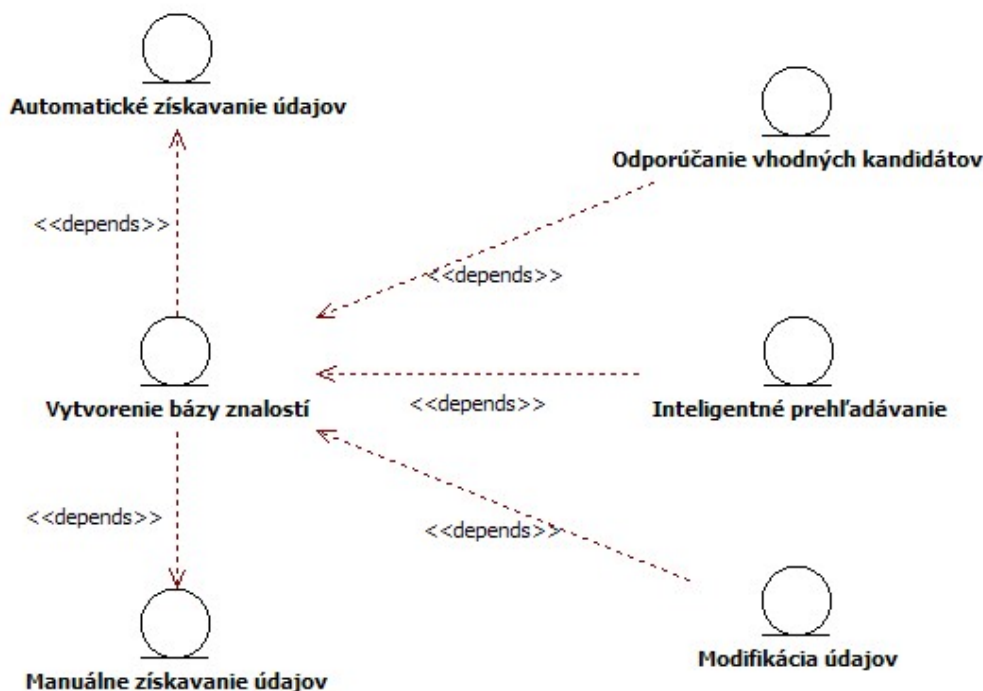 Automatické získavanie údajov
Odporúčanie vhodných kandidátov
<<depends>>
<<depends>>
Vytvorenie bázy znalostí
<<depends>>
Inteligentné prehľadávanie
<<depends>>
<<depends>>
Manuálne získavanie údajov
Modifikácia údajov